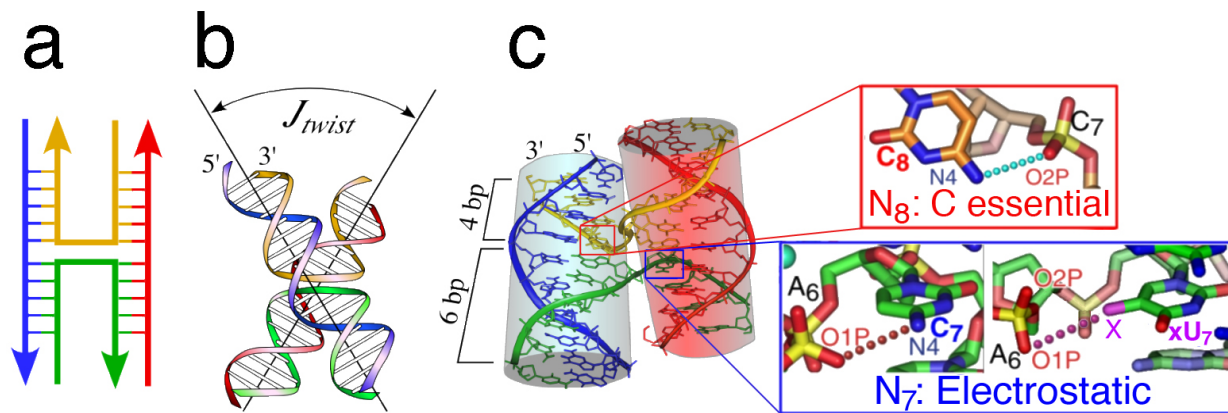 a
b
c
J twist
5'
3'
3'
5'
4 bp
6 bp
C8
N4
O2P
C7
N8: C essential
A6
O1P
C7
N4
O2P
A6
O1P
X
xU7
N7: Electrostatic